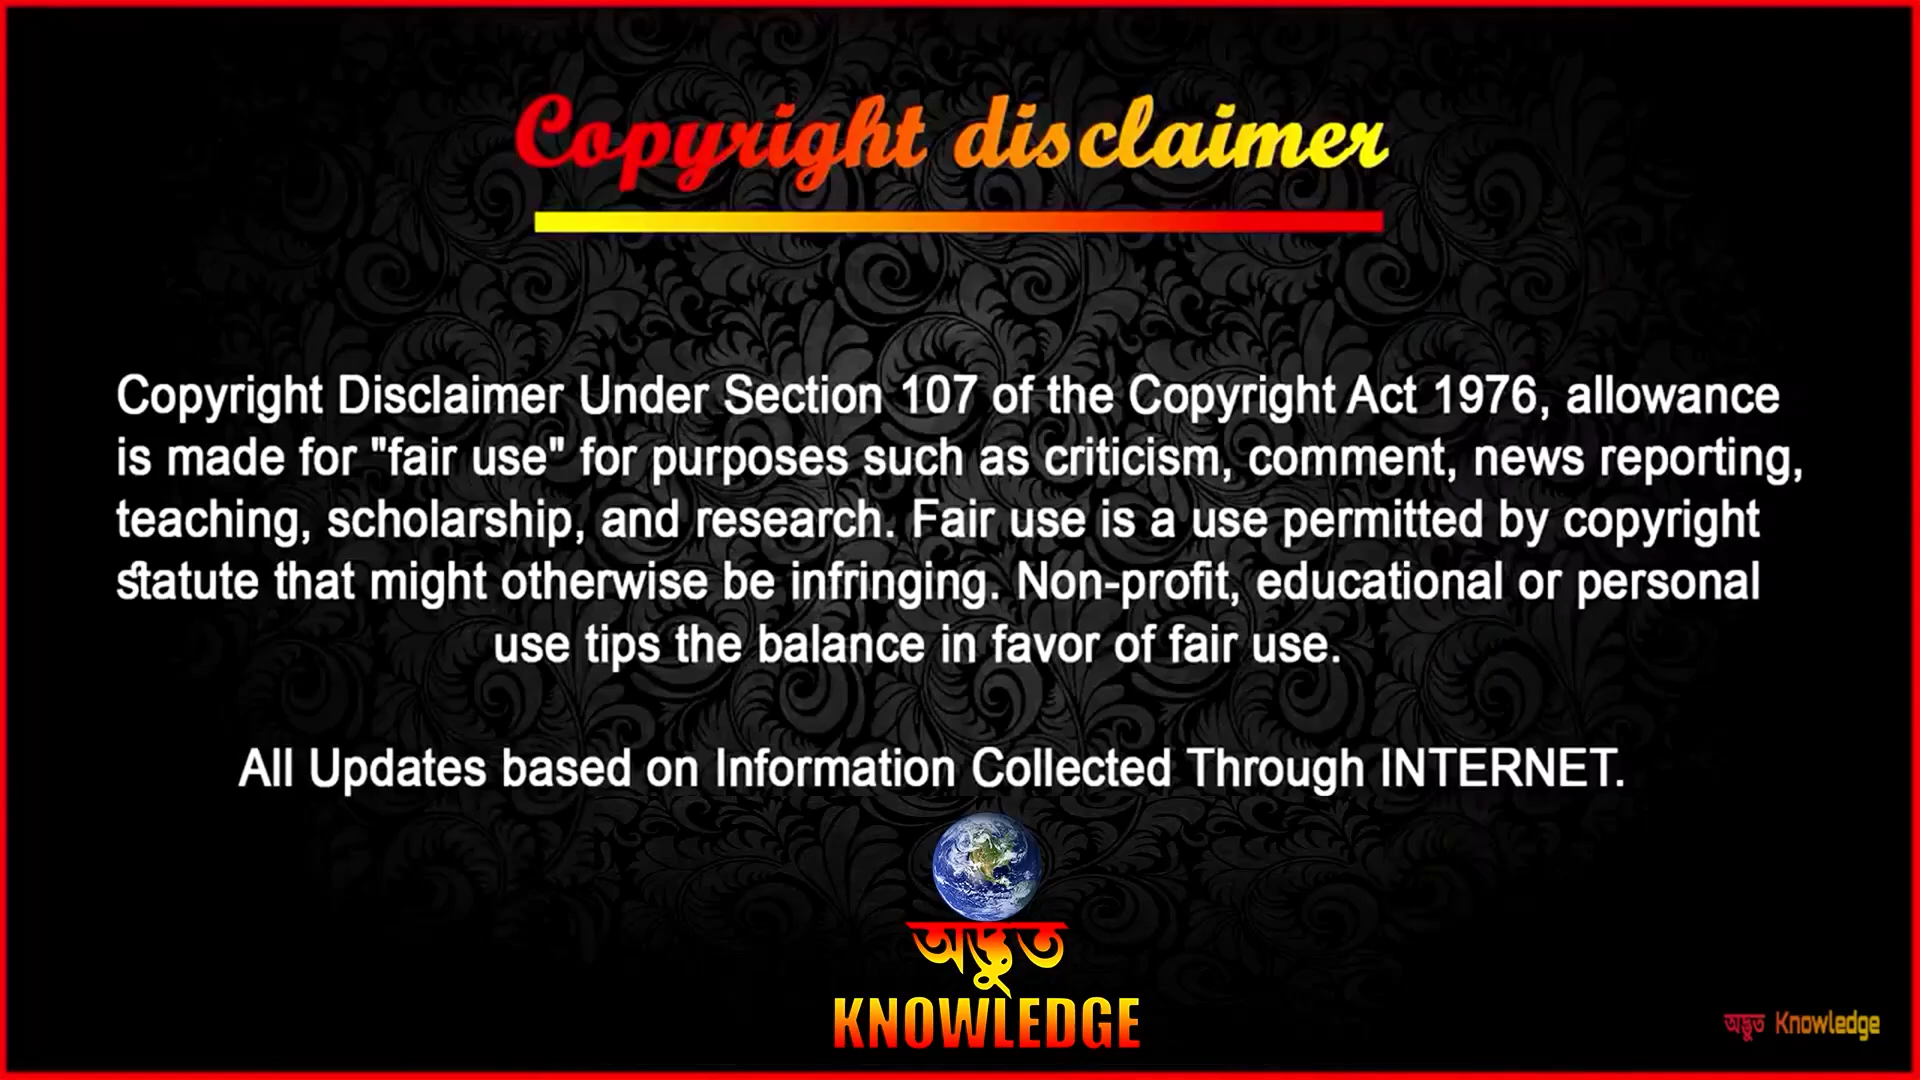 Copyright disclaimer
Copyright Disclaimer Under Section 107 of the Copyright Act 1976, allowance
is made for "fair use" for purposes such as criticism, comment, news reporting,
teaching, scholarship, and research. Fair use is a use permitted by copyright
statute that might otherwise be infringing. Non-profit, educational or personal
use tips the balance in favor of fair use.
All Updates based on Information Collected Through INTERNET.
অদ্ভুত
KNOWLEDGE
অদ্ভুত Knowledge